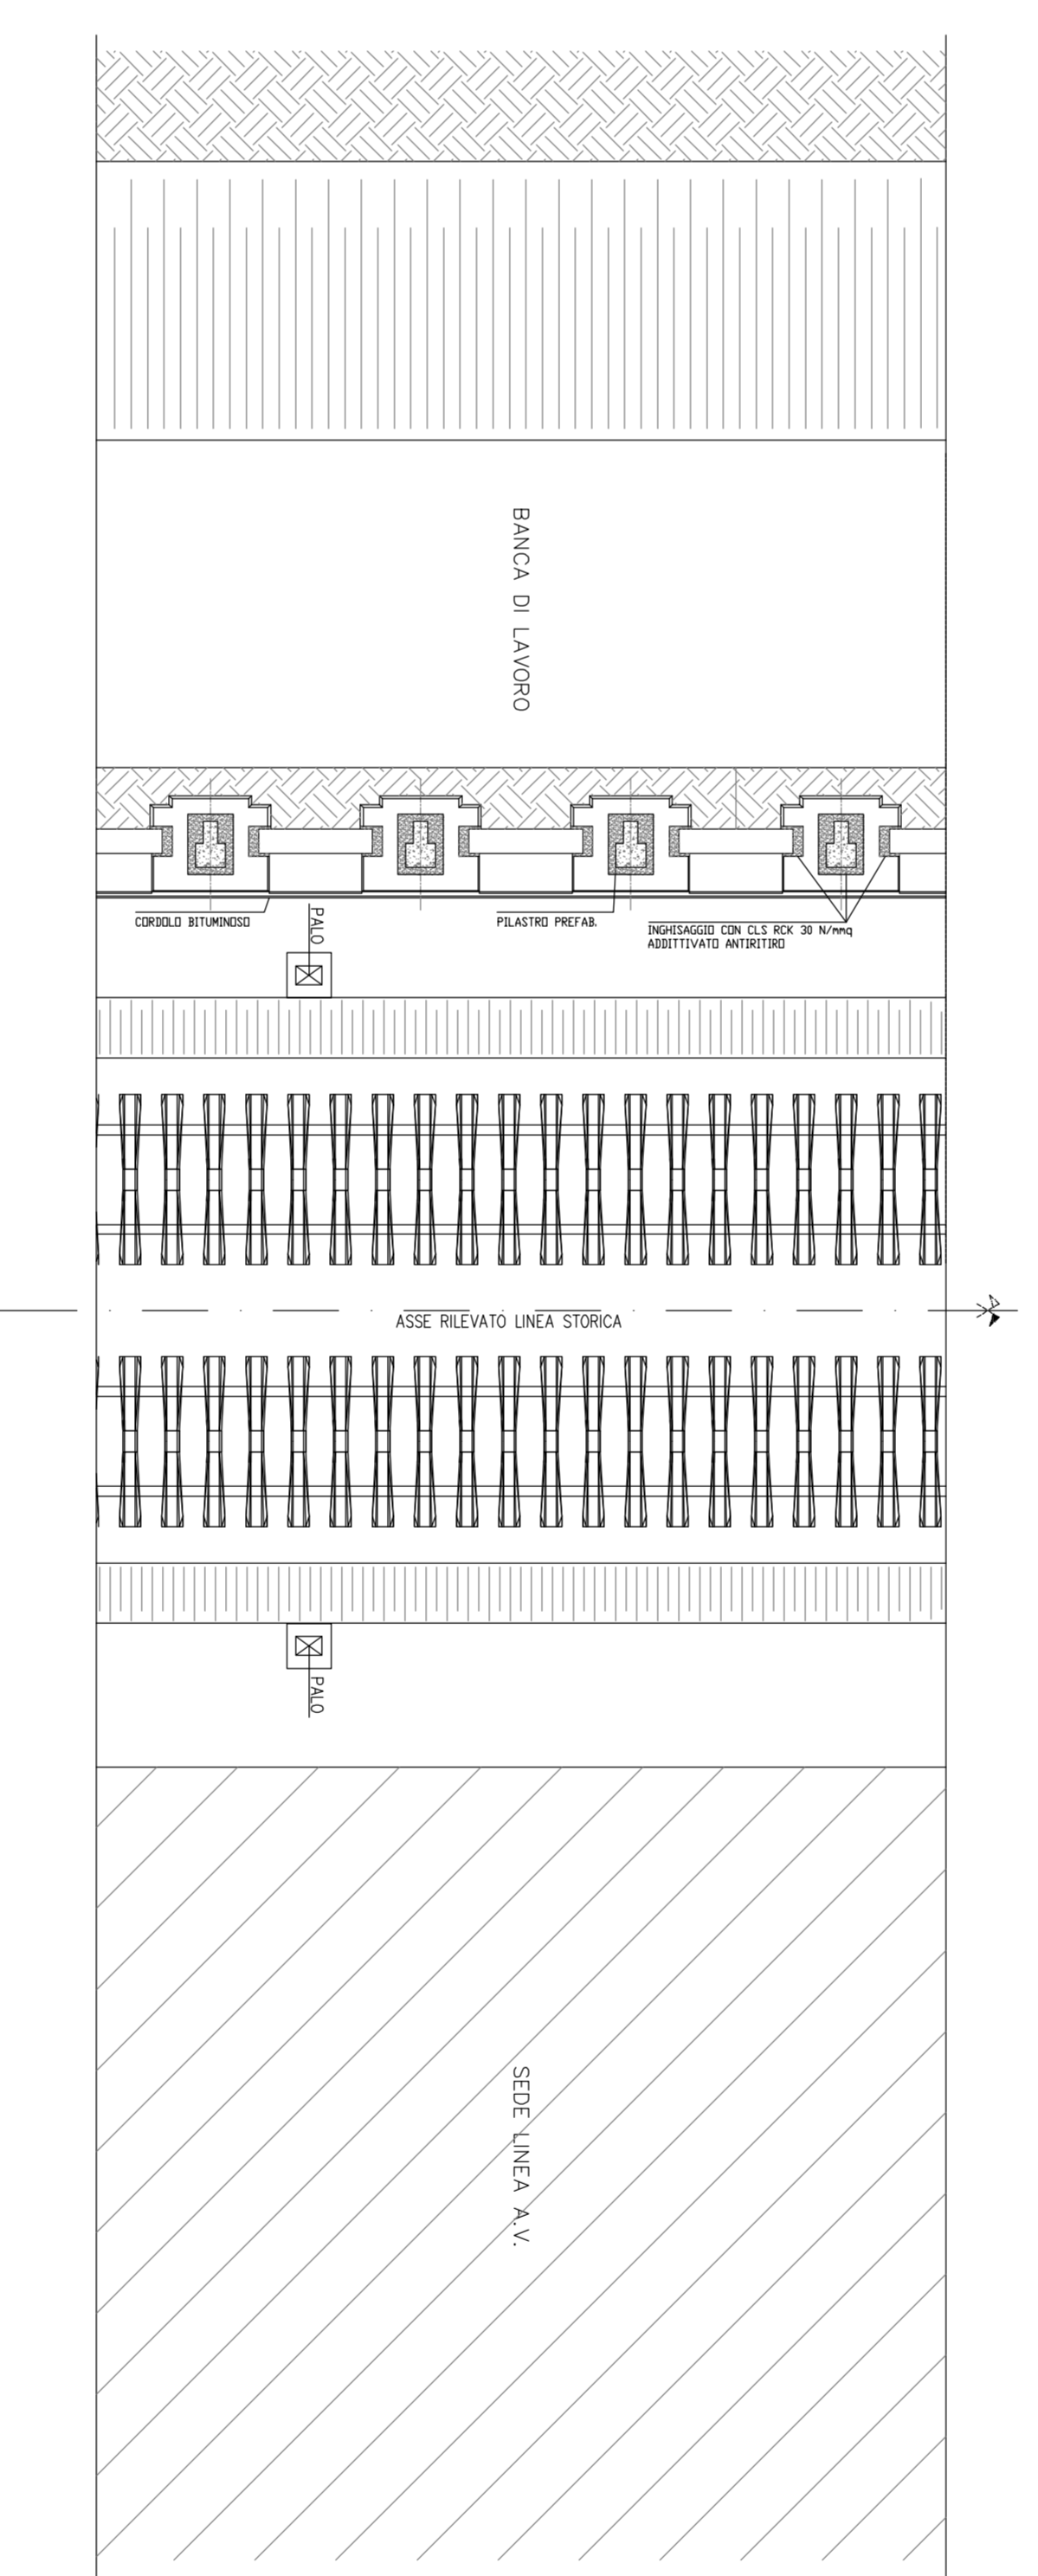 BANCA DI LAVORO
CORDOLO BITUMINOSO
PALO
PILASTRO PREFAB.
INGHISAGGIO CON CLS RCK 30 N/mmq
ADDITTIVATO ANTIRITIRO
ASSE RILEVATO LINEA STORICA
PALO
SEDE LINEA A.V.